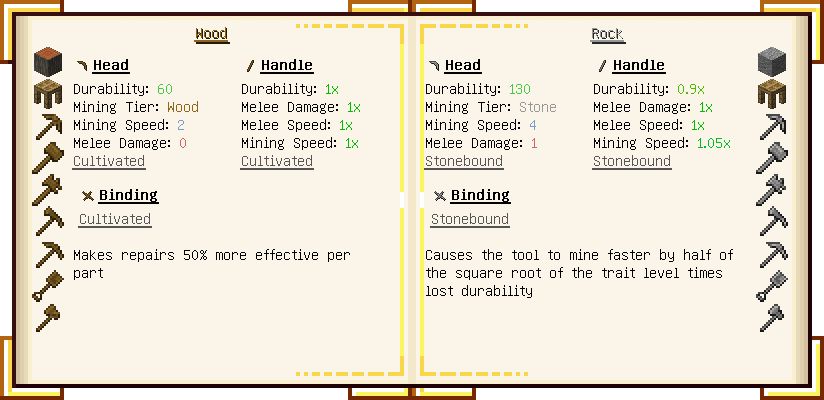 Wood
Head
Durability: 60
Mining Tier: Wood
Mining Speed: 2
Melee Damage: 0
Cultivated
Handle
Durability: 1x
Melee Damage: 1x
Melee Speed: 1x
Mining Speed: 1x
Cultivated
Binding
Cultivated
Makes repairs 50% more effective per
part
Rock
Head
Durability: 130
Mining Tier: Stone
Mining Speed: 4
Melee Damage: 1
Stonebound
Handle
Durability: 0.9x
Melee Damage: 1x
Melee Speed: 1x
Mining Speed: 1.05x
Stonebound
Binding
Stonebound
Causes the tool to mine faster by half of
the square root of the trait level times
lost durability